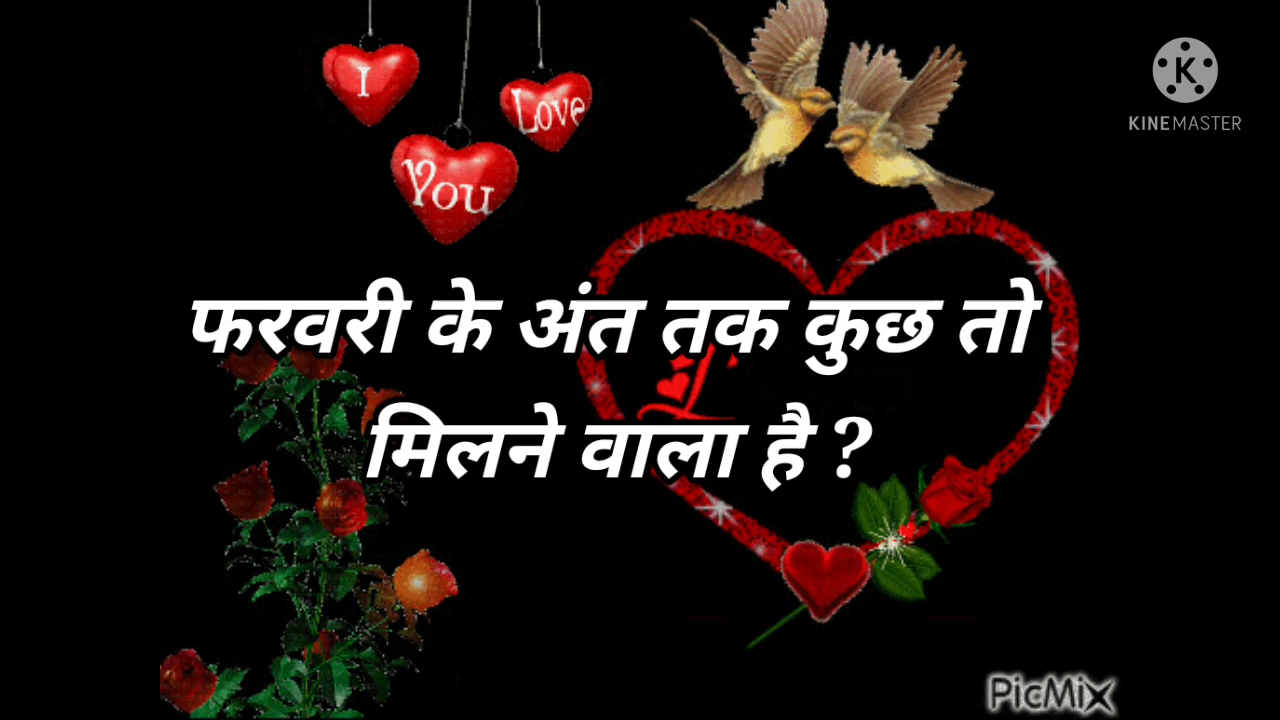 I
Love
You
K
KINEMASTER
फरवरी के अंत तक कुछ तो
मिलने वाला है ?
PicMix